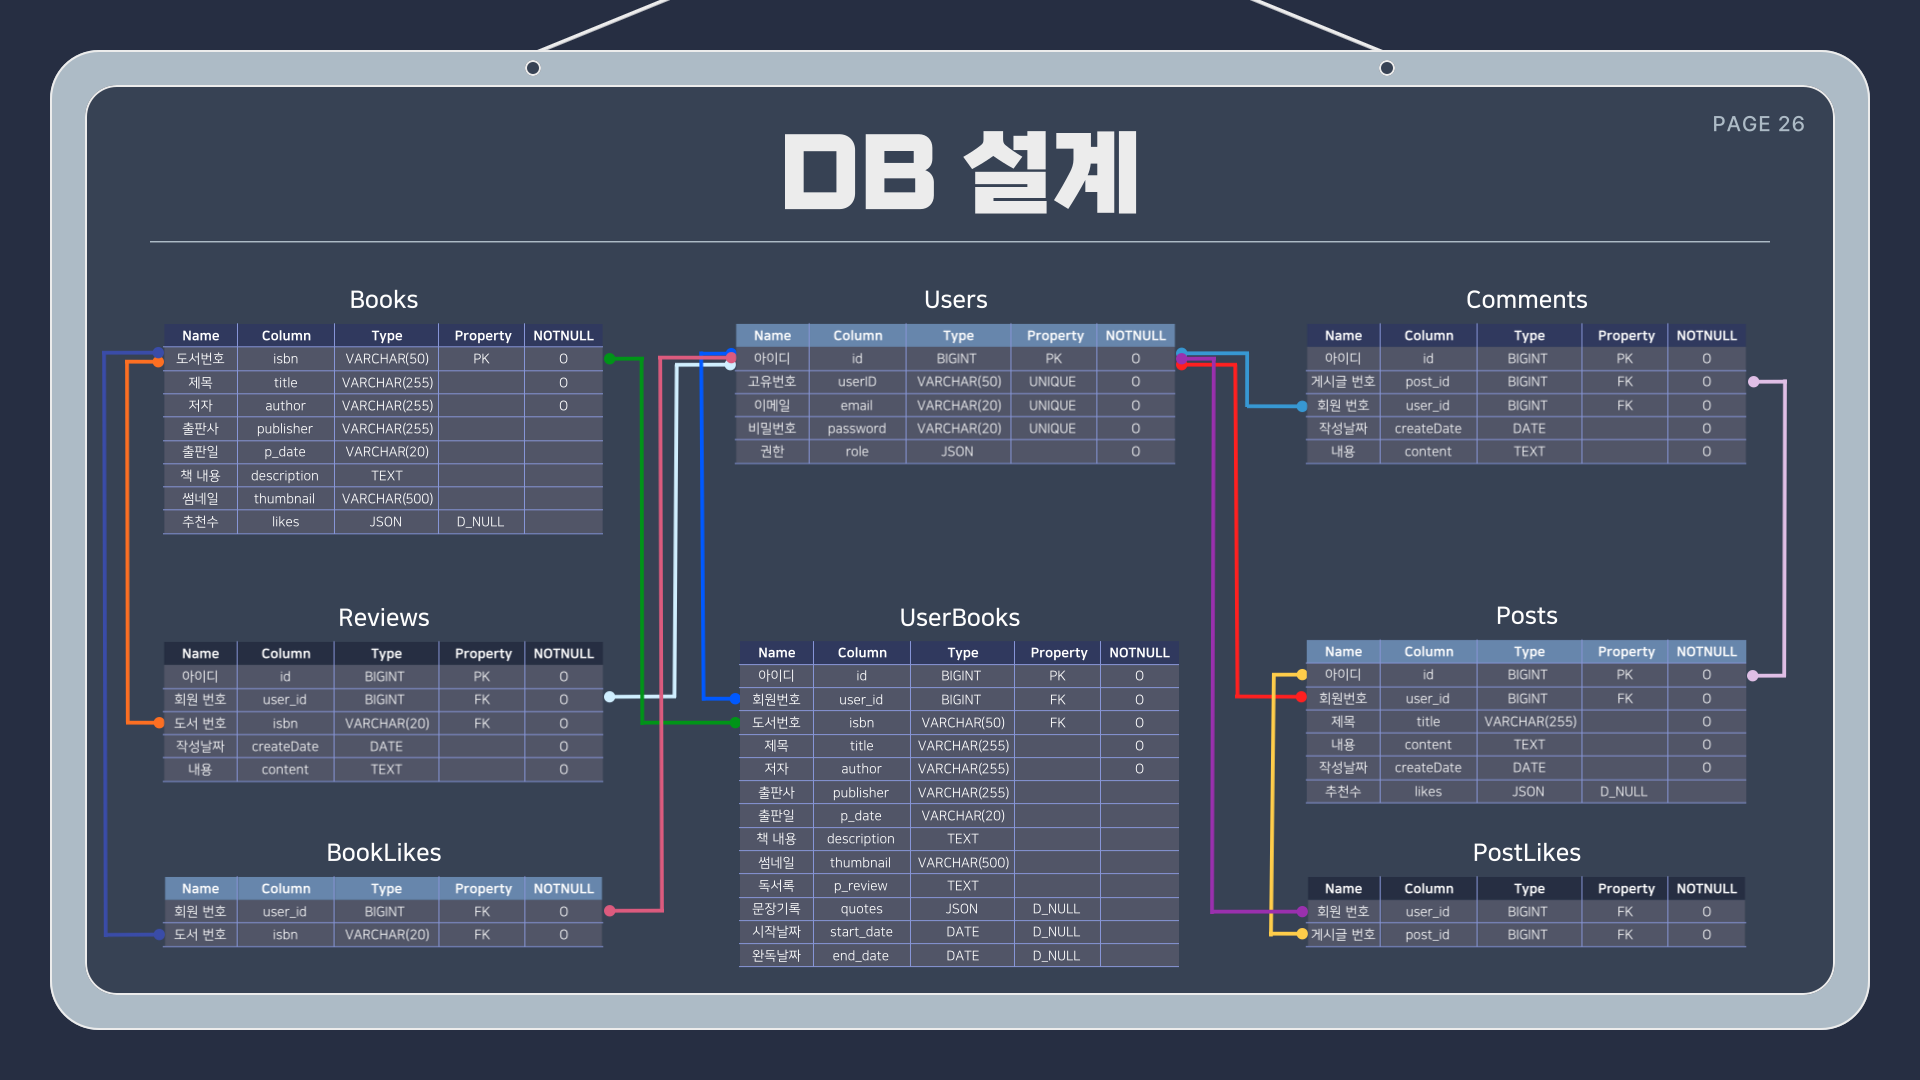 PAGE 26
DB 설계
Books
Name Column Type Property NOTNULL
도서번호 isbn VARCHAR(50) PK O
제목 title VARCHAR(255) O
저자 author VARCHAR(255) O
출판사 publisher VARCHAR(255)
출판일 p_date VARCHAR(20)
책 내용 description TEXT
썸네일 thumbnail VARCHAR(500)
추천수 likes JSON D_NULL
Users
Name Column Type Property NOTNULL
아이디 id BIGINT PK O
고유번호 userID VARCHAR(50) UNIQUE O
이메일 email VARCHAR(20) UNIQUE O
비밀번호 password VARCHAR(20) UNIQUE O
권한 role JSON O
Comments
Name Column Type Property NOTNULL
아이디 id BIGINT PK O
게시글 번호 post_id BIGINT FK O
회원 번호 user_id BIGINT FK O
작성날짜 createDate DATE O
내용 content TEXT O
Reviews
Name Column Type Property NOTNULL
아이디 id BIGINT PK O
회원 번호 user_id BIGINT FK O
도서 번호 isbn VARCHAR(20) FK O
작성날짜 createDate DATE O
내용 content TEXT O
UserBooks
Name Column Type Property NOTNULL
아이디 id BIGINT PK O
회원번호 user_id BIGINT FK O
도서번호 isbn VARCHAR(50) FK O
제목 title VARCHAR(255) O
저자 author VARCHAR(255) O
출판사 publisher VARCHAR(255)
출판일 p_date VARCHAR(20)
책 내용 description TEXT
썸네일 thumbnail VARCHAR(500)
독서록 p_review TEXT
문장기록 quotes JSON D_NULL
시작날짜 start_date DATE D_NULL
완독날짜 end_date DATE D_NULL
Posts
Name Column Type Property NOTNULL
아이디 id BIGINT PK O
회원번호 user_id BIGINT FK O
제목 title VARCHAR(255) O
내용 content TEXT O
작성날짜 createDate DATE O
추천수 likes JSON D_NULL
BookLikes
Name Column Type Property NOTNULL
회원 번호 user_id BIGINT FK O
도서 번호 isbn VARCHAR(20) FK O
PostLikes
Name Column Type Property NOTNULL
회원 번호 user_id BIGINT FK O
게시글 번호 post_id BIGINT FK O